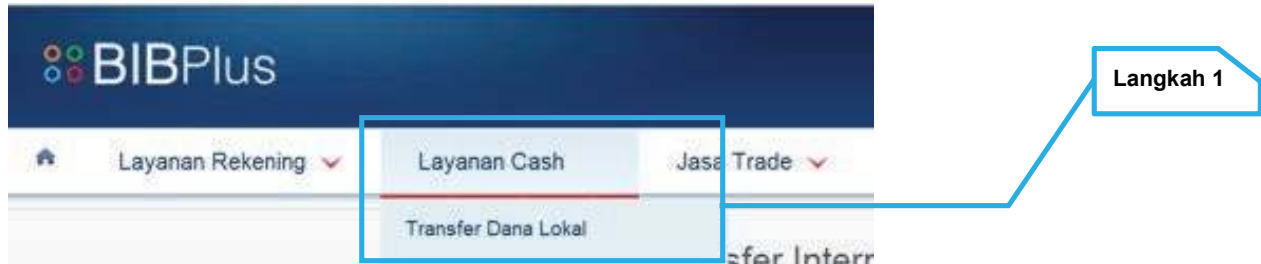 BIBPlus
Langkah 1
Layanan Rekening Layanan Cash Jasa Trade
Transfer Dana Lokal